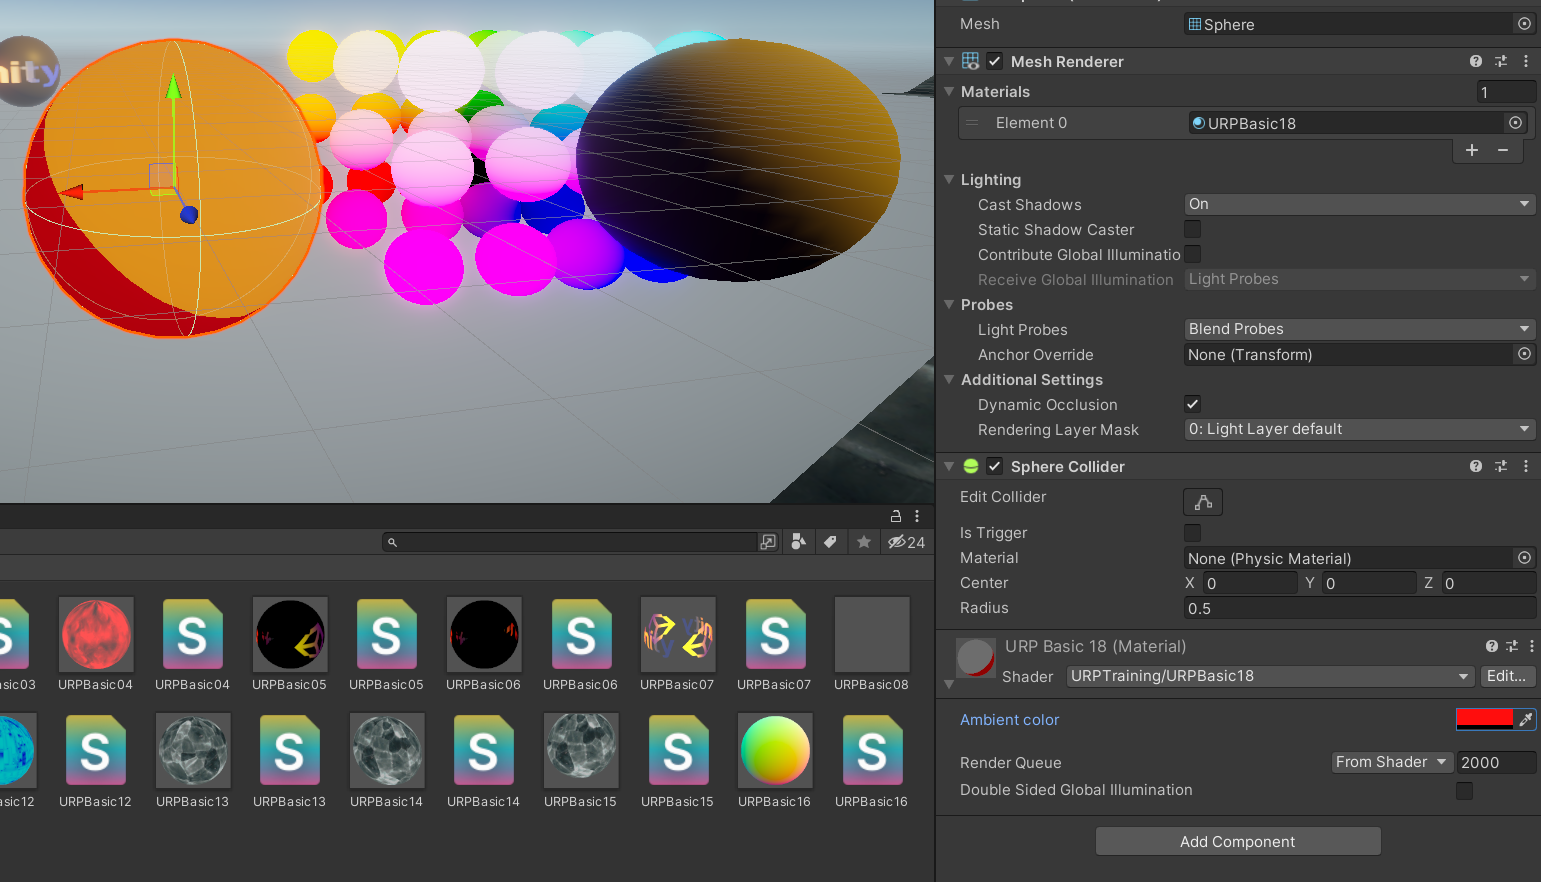 nity
Mesh
Sphere
Mesh Renderer
Materials
1
Element 0
URPBasic18
Lighting
Cast Shadows
On
Static Shadow Caster
Contribute Global Illuminatio
Receive Global Illumination
Light Probes
Probes
Light Probes
Blend Probes
Anchor Override
None (Transform)
Additional Settings
Dynamic Occlusion
Rendering Layer Mask
0: Light Layer default
Sphere Collider
Edit Collider
Is Trigger
Material
None (Physic Material)
Center
X 0 Y 0 Z 0
Radius
0.5
URP Basic 18 (Material)
Shader
URPTraining/URPBasic18
Edit...
Ambient color
Render Queue
From Shader
2000
Double Sided Global Illumination
Add Component
24
sic03
URPBasic04
URPBasic04
URPBasic05
URPBasic05
URPBasic06
URPBasic06
URPBasic07
URPBasic07
URPBasic08
asic12
URPBasic12
URPBasic13
URPBasic13
URPBasic14
URPBasic14
URPBasic15
URPBasic15
URPBasic16
URPBasic16